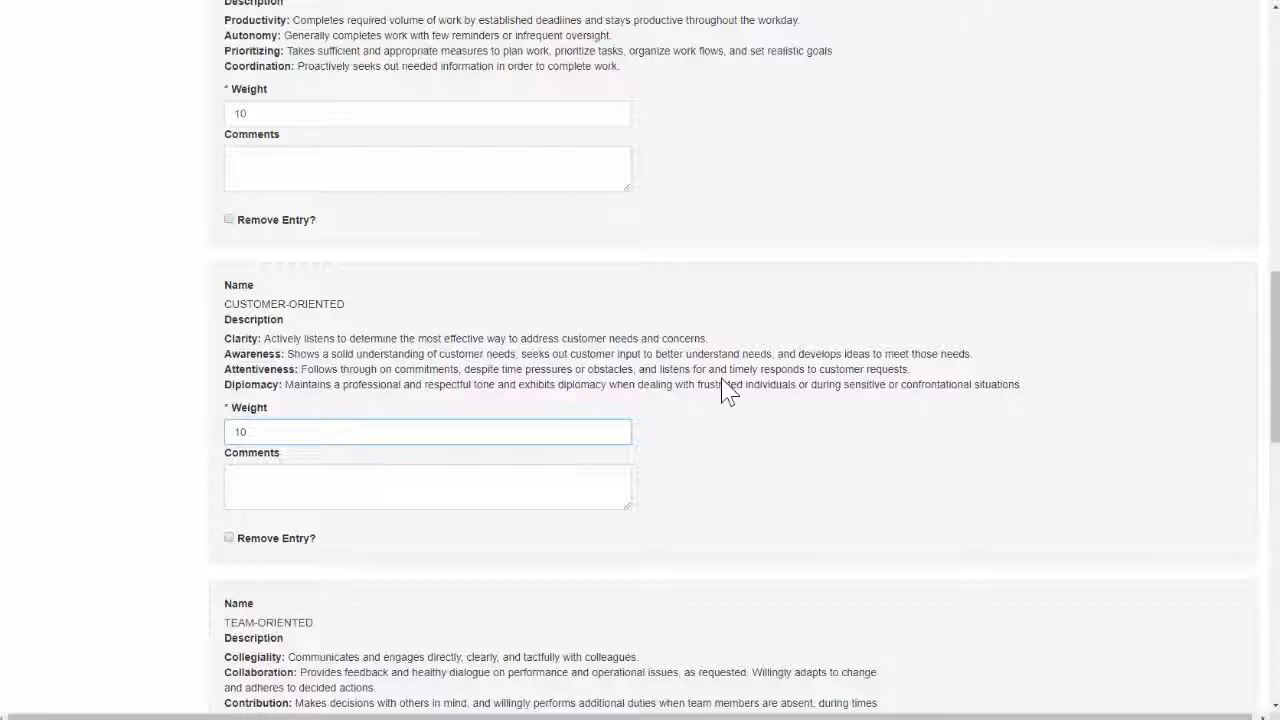 Description
Productivity: Completes required volume of work by established deadlines and stays productive throughout the workday.
Autonomy: Generally completes work with few reminders or infrequent oversight.
Prioritizing: Takes sufficient and appropriate measures to plan work, prioritize tasks, organize work flows, and set realistic goals
Coordination: Proactively seeks out needed information in order to complete work.
* Weight
10
Comments
Remove Entry?
Name
CUSTOMER-ORIENTED
Description
Clarity: Actively listens to determine the most effective way to address customer needs and concerns.
Awareness: Shows a solid understanding of customer needs, seeks out customer input to better understand needs, and develops ideas to meet those needs.
Attentiveness: Follows through on commitments, despite time pressures or obstacles, and listens for and timely responds to customer requests.
Diplomacy: Maintains a professional and respectful tone and exhibits diplomacy when dealing with frustrated individuals or during sensitive or confrontational situations.
* Weight
10
Comments
Remove Entry?
Name
TEAM-ORIENTED
Description
Collegiality: Communicates and engages directly, clearly, and tactfully with colleagues.
Collaboration: Provides feedback and healthy dialogue on performance and operational issues, as requested. Willingly adapts to change
and adheres to decided actions.
Contribution: Makes decisions with others in mind, and willingly performs additional duties when team members are absent, during times